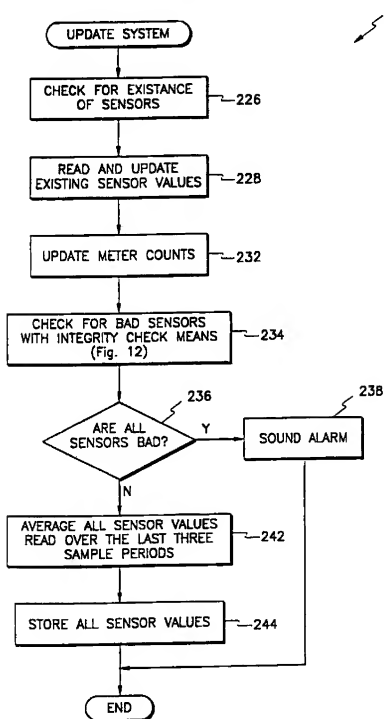 UPDATE SYSTEM
CHECK FOR EXISTANCE
OF SENSORS
226
READ AND UPDATE
EXISTING SENSOR VALUES
228
UPDATE METER COUNTS
232
CHECK FOR BAD SENSORS
WITH INTEGRITY CHECK MEANS
(Fig. 12)
234
236
ARE ALL
SENSORS BAD?
Y
238
SOUND ALARM
N
AVERAGE ALL SENSOR VALUES
READ OVER THE LAST THREE
SAMPLE PERIODS
242
STORE ALL SENSOR VALUES
244
END